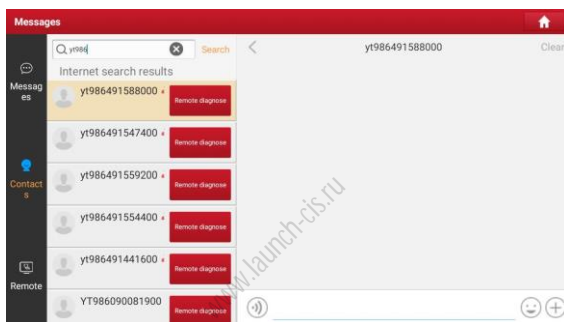 Messages
yt986
Search
yt986491588000
Clear
Internet search results
Messag
es
yt986491588000
Remote diagnose
yt986491547400
Remote diagnose
Contact
s
yt986491559200
Remote diagnose
yt986491554400
Remote diagnose
yt986491441600
Remote diagnose
Remote
YT986090081900
Remote diagnose
www.launch-cis.ru